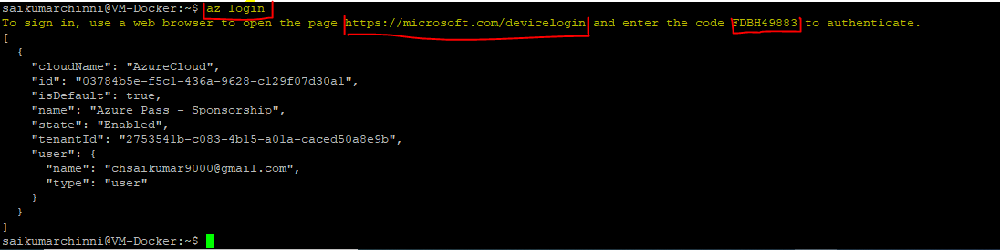 saikumarchinni@VM-Docker:~$ az login
To sign in, use a web browser to open the page https://microsoft.com/devicelogin and enter the code FDBH49883 to authenticate.
[
  {
    "cloudName": "AzureCloud",
    "id": "03784b5e-f5c1-436a-9628-c129f07d30a1",
    "isDefault": true,
    "name": "Azure Pass - Sponsorship",
    "state": "Enabled",
    "tenantId": "2753541b-c083-4b15-a01a-caced50a8e9b",
    "user": {
      "name": "chsaikumar9000@gmail.com",
      "type": "user"
    }
  }
]
saikumarchinni@VM-Docker:~$